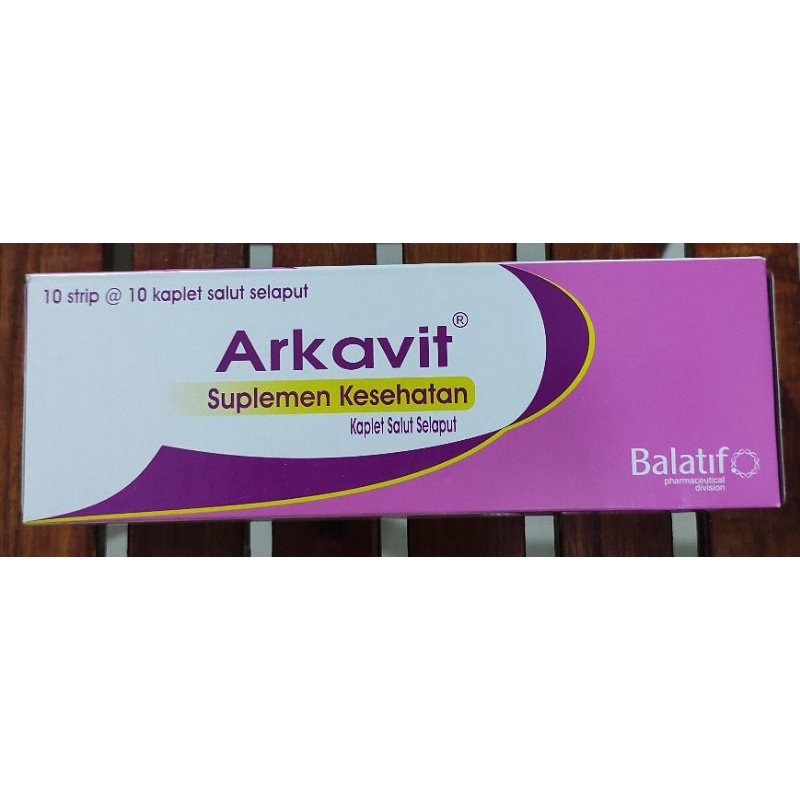 10 strip @ 10 kaplet salut selaput
Arkavit®
Suplemen Kesehatan
Kaplet Salut Selaput
Balatif
pharmaceutical
division